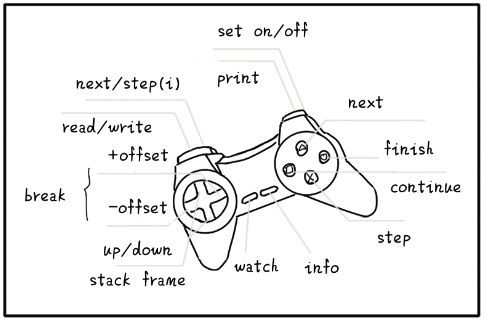 set on/off
print
next/step(i)
next
read/write
+offset
finish
break
continue
-offset
step
up/down
stack frame
watch
info